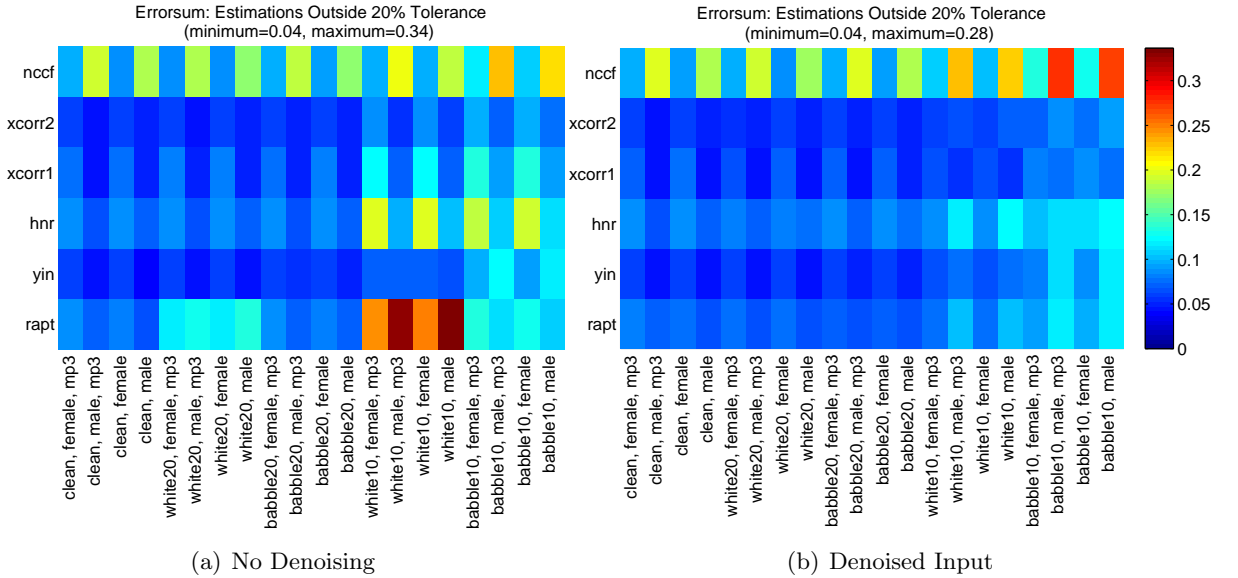 Errorsum: Estimations Outside 20% Tolerance
(minimum=0.04, maximum=0.34)
nccf
xcorr2
xcorr1
hnr
yin
rapt
clean, female, mp3
clean, male, mp3
clean, female
clean, male
white20, female, mp3
white20, male, mp3
white20, female
white20, male
babble20, female, mp3
babble20, male, mp3
babble20, female
babble20, male
white10, female, mp3
white10, male, mp3
white10, female
white10, male
babble10, female, mp3
babble10, male, mp3
babble10, female
babble10, male
(a) No Denoising
Errorsum: Estimations Outside 20% Tolerance
(minimum=0.04, maximum=0.28)
nccf
xcorr2
xcorr1
hnr
yin
rapt
clean, female, mp3
clean, male, mp3
clean, female
clean, male
white20, female, mp3
white20, male, mp3
white20, female
white20, male
babble20, female, mp3
babble20, male, mp3
babble20, female
babble20, male
white10, female, mp3
white10, male, mp3
white10, female
white10, male
babble10, female, mp3
babble10, male, mp3
babble10, female
babble10, male
(b) Denoised Input
0.3
0.25
0.2
0.15
0.1
0.05
0